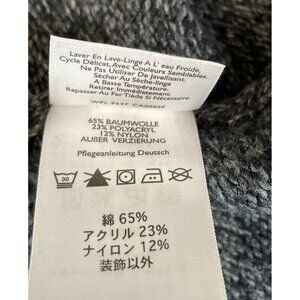 Laver En Lave-Linge A L' eau Froide,
Cycle Délicat, Avec Couleurs Semblables.
Ne Pas Utiliser De Javellisant.
Sécher Au Sèche-linge
A Basse Température.
Retirer Immédiatement.
Repasser Au Fer Tiède Si Nécessaire.
WPL
65% BAUMWOLLE
23% POLYACRYL
12% NYLON
AUßER VERZIERUNG
Pflegeanleitung Deutsch
30
綿 65%
アクリル 23%
ナイロン 12%
装飾以外